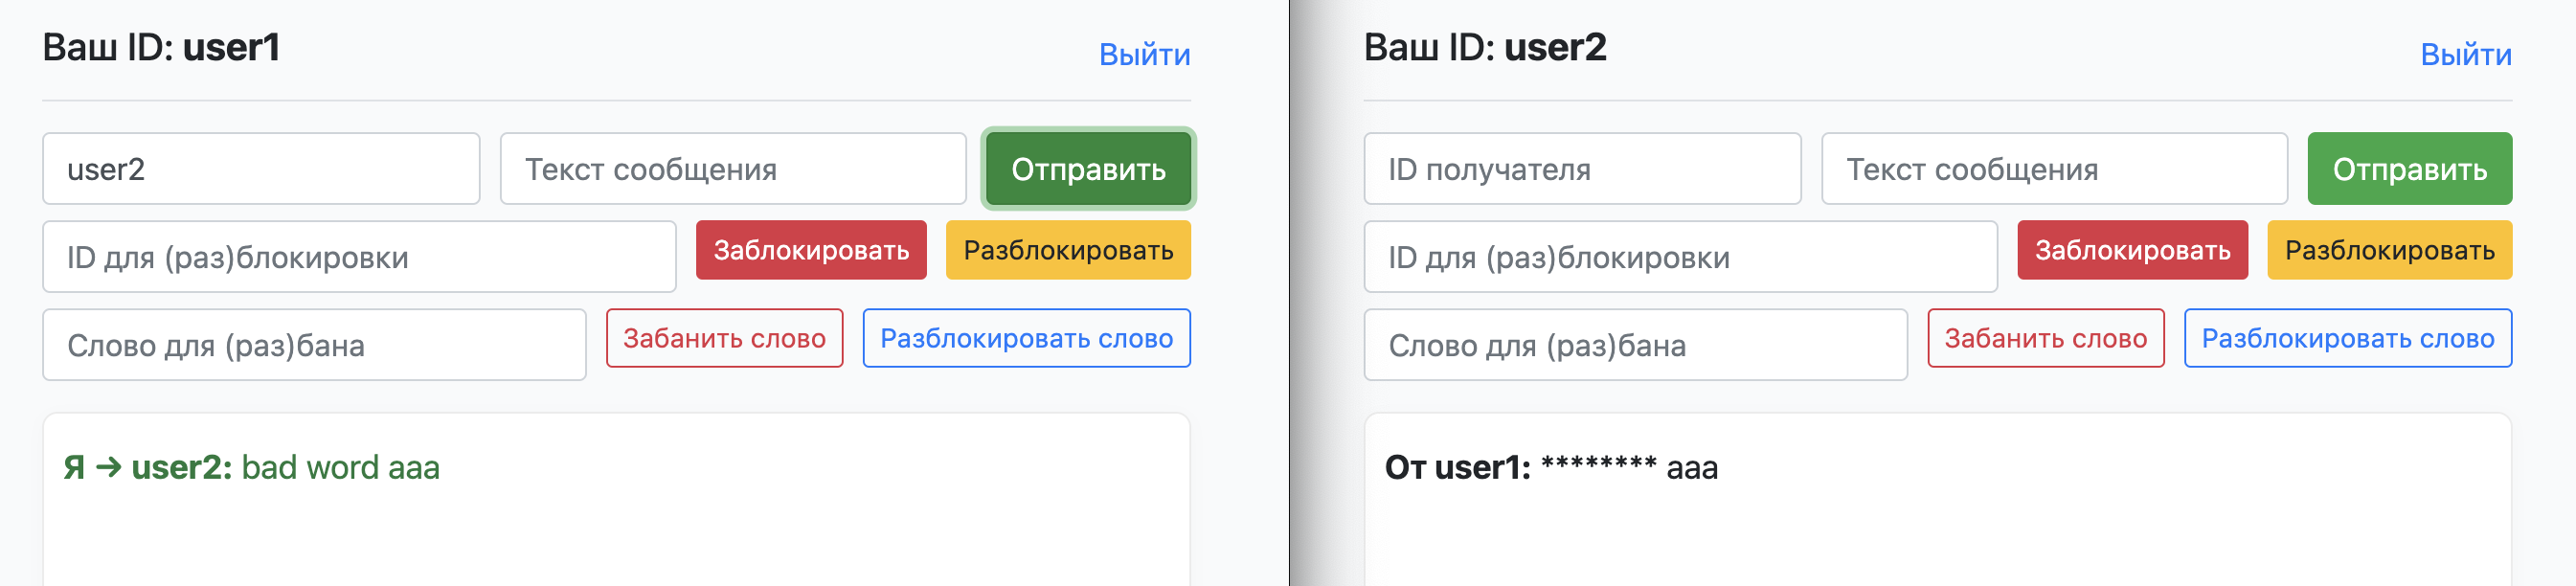 Ваш ID: user1
Выйти
user2
Текст сообщения
Отправить
ID для (раз)блокировки
Заблокировать
Разблокировать
Слово для (раз)бана
Забанить слово
Разблокировать слово
Я → user2: bad word aaa
Ваш ID: user2
Выйти
ID получателя
Текст сообщения
Отправить
ID для (раз)блокировки
Заблокировать
Разблокировать
Слово для (раз)бана
Забанить слово
Разблокировать слово
От user1: ******** aaa